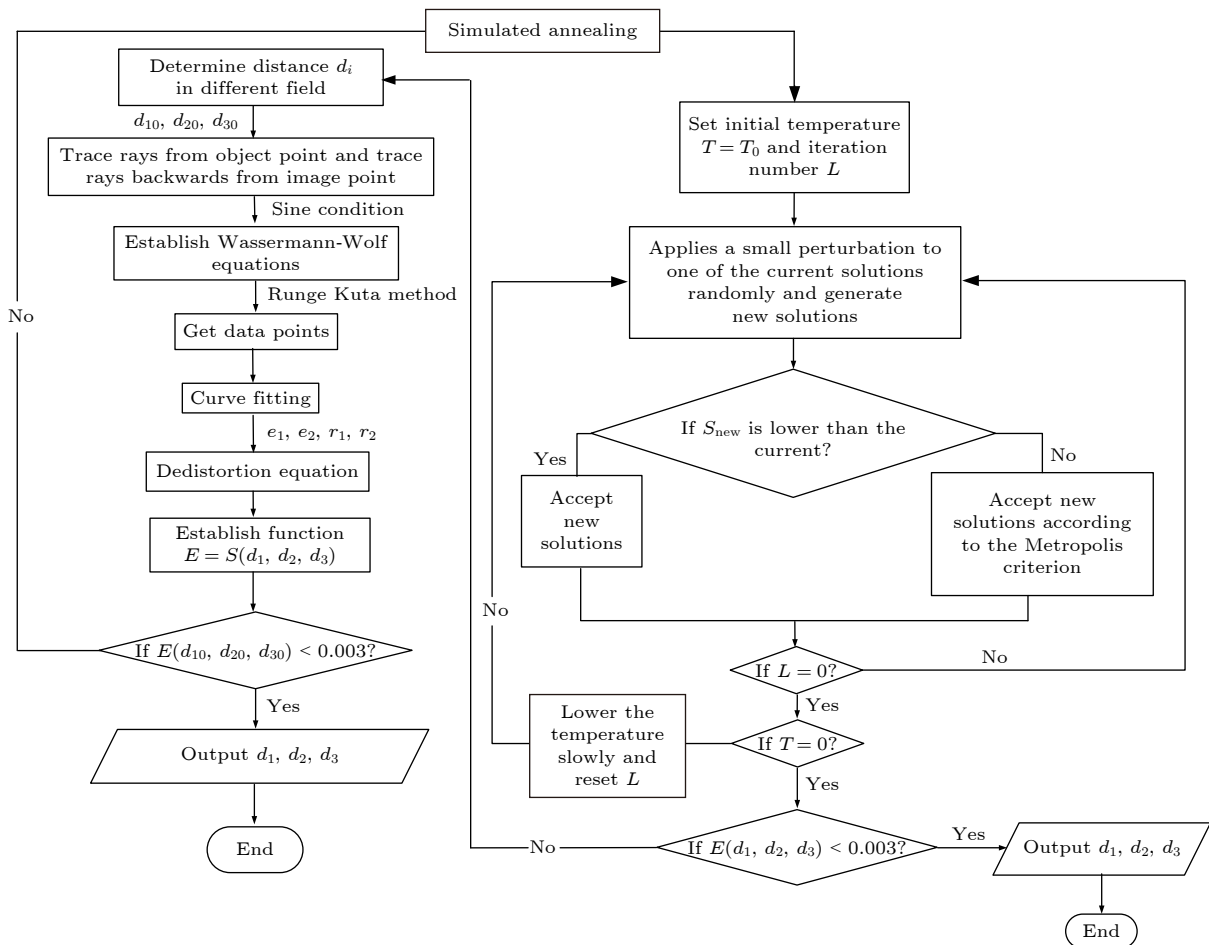 Simulated annealing
Determine distance d_i
in different field
d_10, d_20, d_30
Trace rays from object point and trace
rays backwards from image point
Sine condition
Establish Wassermann-Wolf
equations
Runge Kuta method
Get data points
Curve fitting
e_1, e_2, r_1, r_2
Dedistortion equation
Establish function
E = S(d_1, d_2, d_3)
If E(d_10, d_20, d_30) < 0.003?
No
Yes
Output d_1, d_2, d_3
End
Set initial temperature
T = T_0 and iteration
number L
Applies a small perturbation to
one of the current solutions
randomly and generate
new solutions
If S_new is lower than the
current?
Yes
No
Accept
new
solutions
Accept new
solutions according
to the Metropolis
criterion
If L = 0?
No
Yes
If T = 0?
Lower the
temperature
slowly and
reset L
No
Yes
If E(d_1, d_2, d_3) < 0.003?
No
Yes
Output d_1, d_2, d_3
End